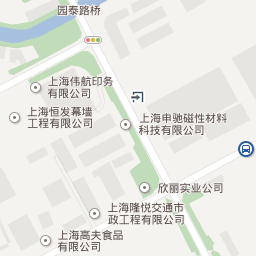 园泰路桥
上海伟航印务
有限公司
上海恒发幕墙
工程有限公司
上海申驰磁性材料
科技有限公司
欣丽实业公司
上海隆悦交通市
政工程有限公司
上海高夫食品
有限公司